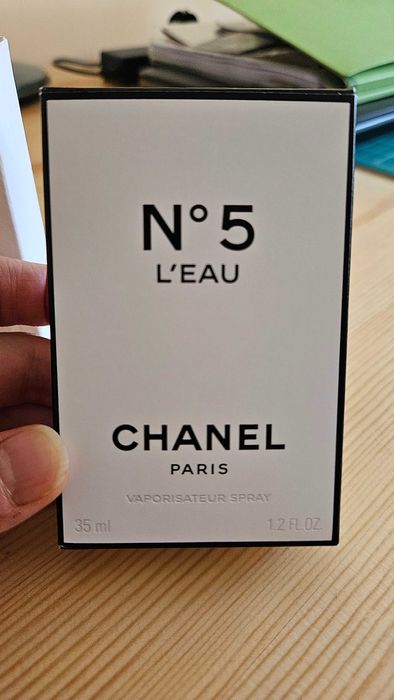 N° 5
L'EAU
CHANEL
PARIS
VAPORISATEUR SPRAY
35 ml 1.2 FL.OZ.